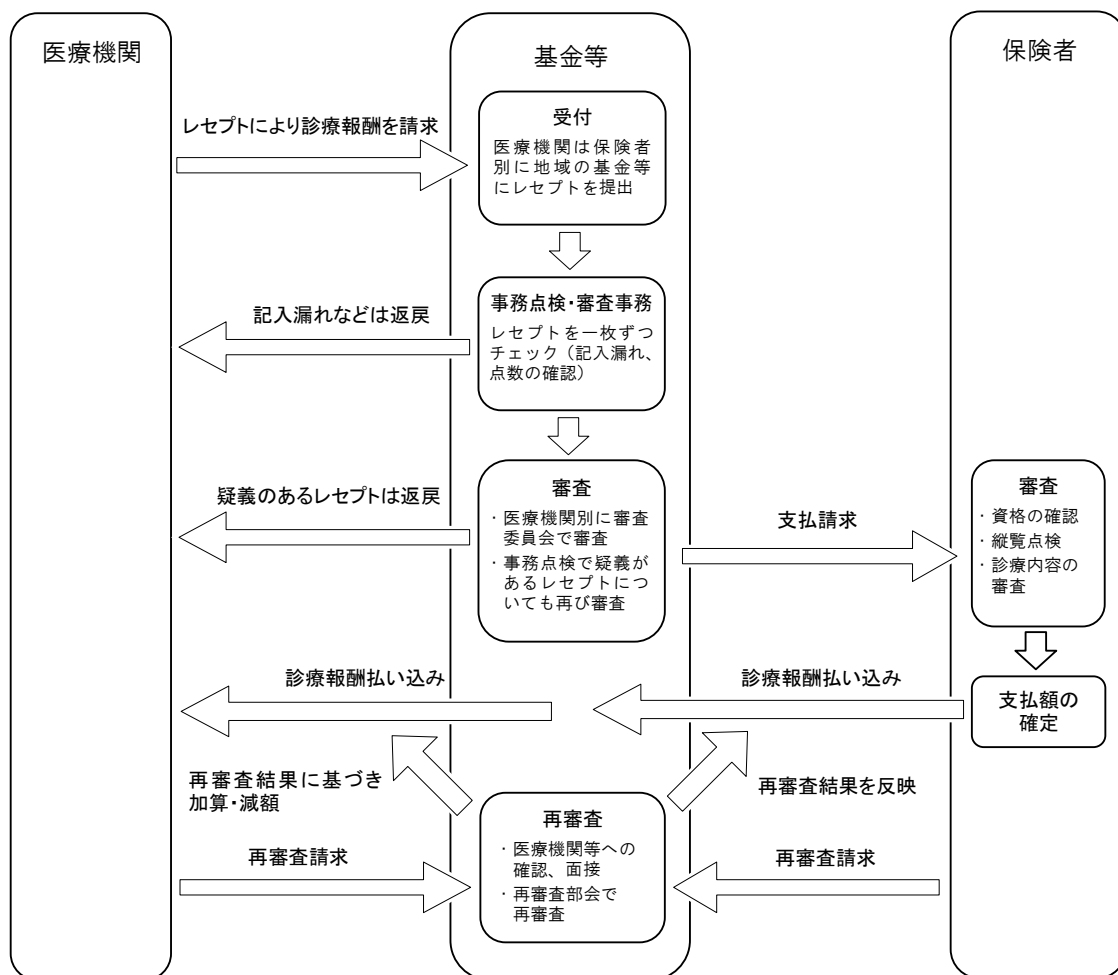 医療機関
基金等
保険者
レセプトにより診療報酬を請求
受付
医療機関は保険者
別に地域の基金等
にレセプトを提出
記入漏れなどは返戻
事務点検・審査事務
レセプトを一枚ずつ
チェック（記入漏れ、
点数の確認）
疑義のあるレセプトは返戻
審査
・医療機関別に審査
委員会で審査
・事務点検で疑義が
あるレセプトにつ
いても再び審査
支払請求
審査
・資格の確認
・縦覧点検
・診療内容の
審査
診療報酬払い込み
診療報酬払い込み
支払額の
確定
再審査結果に基づき
加算・減額
再審査結果を反映
再審査請求
再審査
・医療機関等への
確認、面接
・再審査部会で
再審査
再審査請求